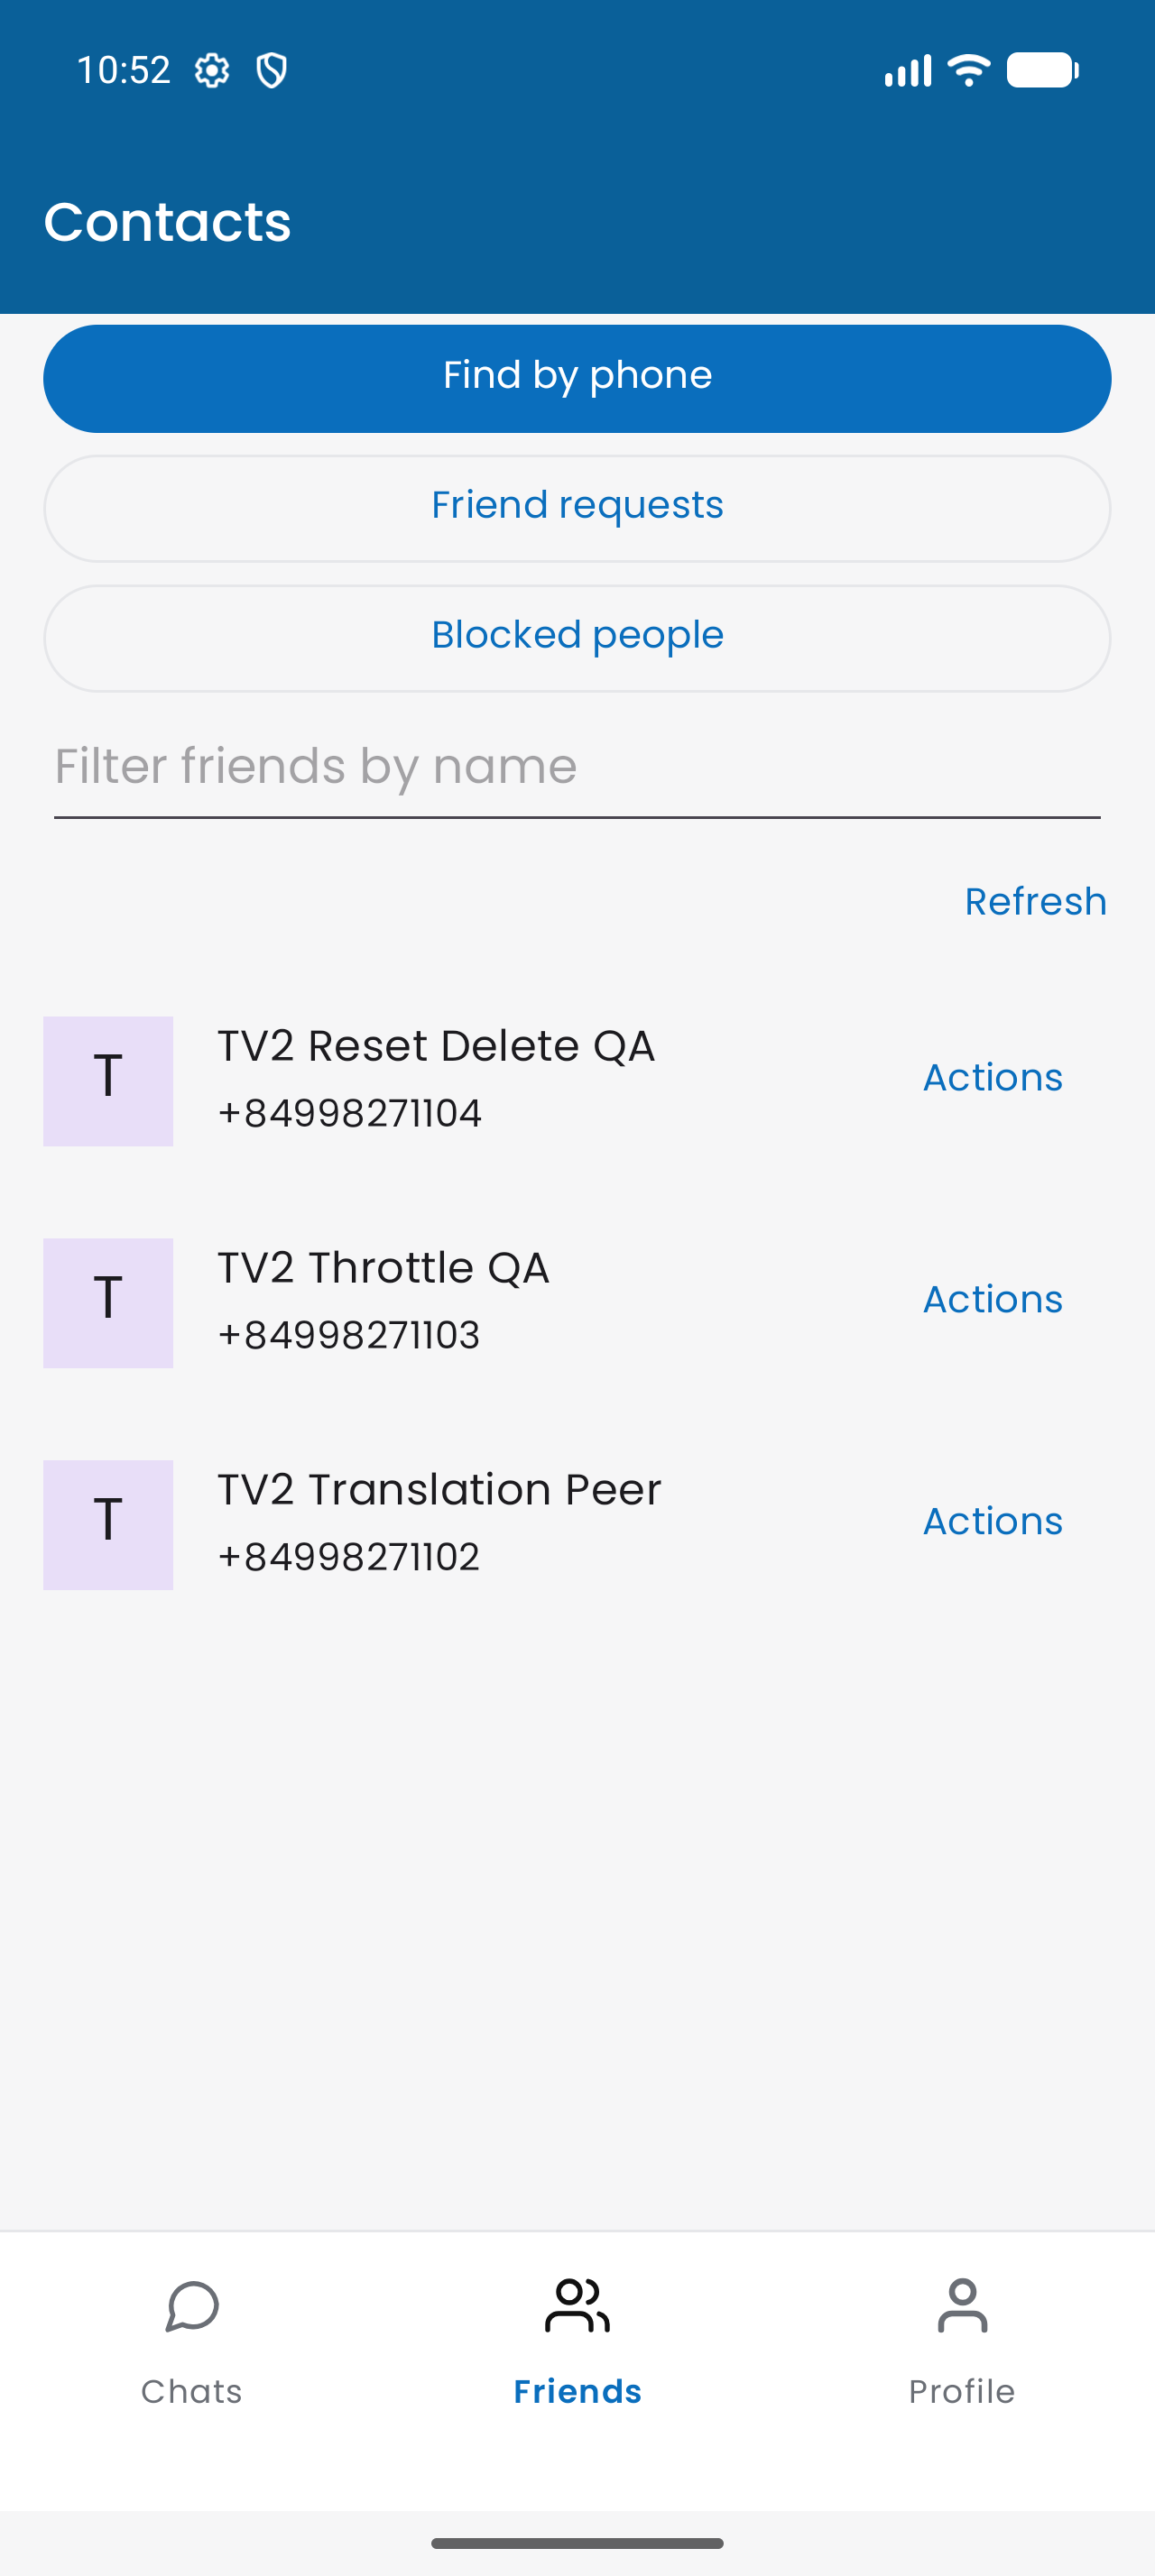 10:52
Contacts
Find by phone
Friend requests
Blocked people
Filter friends by name
Refresh
T
TV2 Reset Delete QA
+84998271104
Actions
T
TV2 Throttle QA
+84998271103
Actions
T
TV2 Translation Peer
+84998271102
Actions
Chats
Friends
Profile